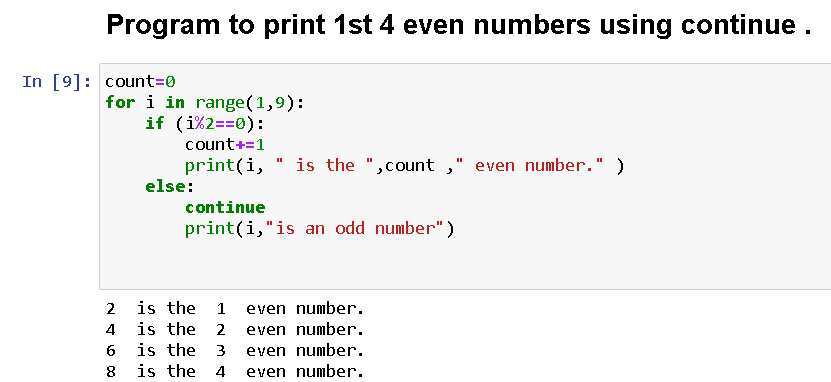 Program to print 1st 4 even numbers using continue .
In [9]: count=0
for i in range(1,9):
    if (i%2==0):
        count+=1
        print(i, " is the ",count ," even number." )
    else:
        continue
        print(i,"is an odd number")
2  is the  1  even number.
4  is the  2  even number.
6  is the  3  even number.
8  is the  4  even number.